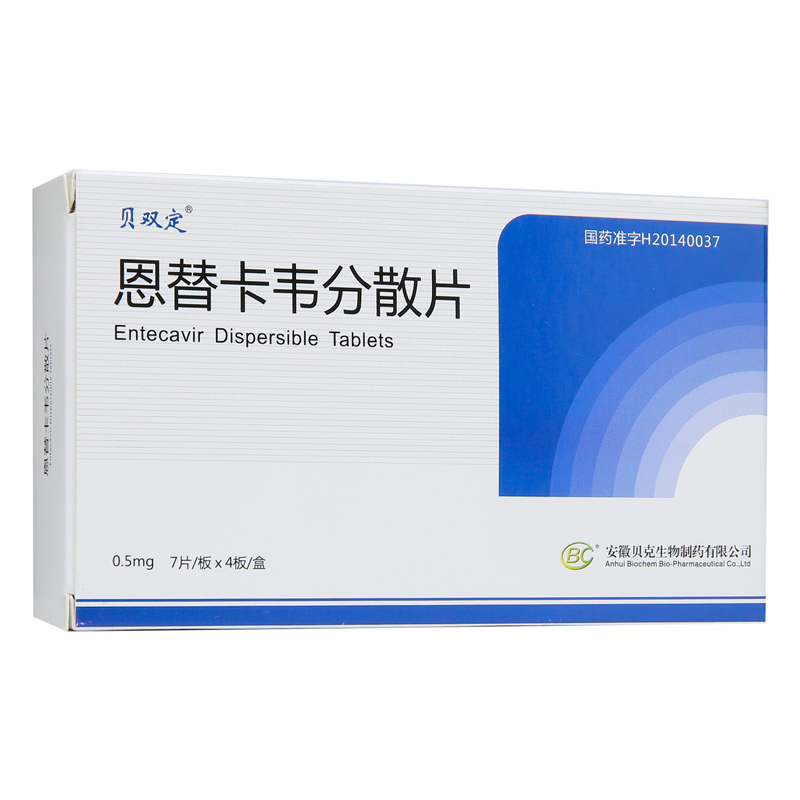 贝双定®
国药准字H20140037
恩替卡韦分散片
Entecavir Dispersible Tablets
恩替卡韦分散片
Entecavir Dispersible Tablets
0.5mg 7片/板 x 4板/盒
BC® 安徽贝克生物制药有限公司
Anhui Biochem Bio-Pharmaceutical Co.,Ltd